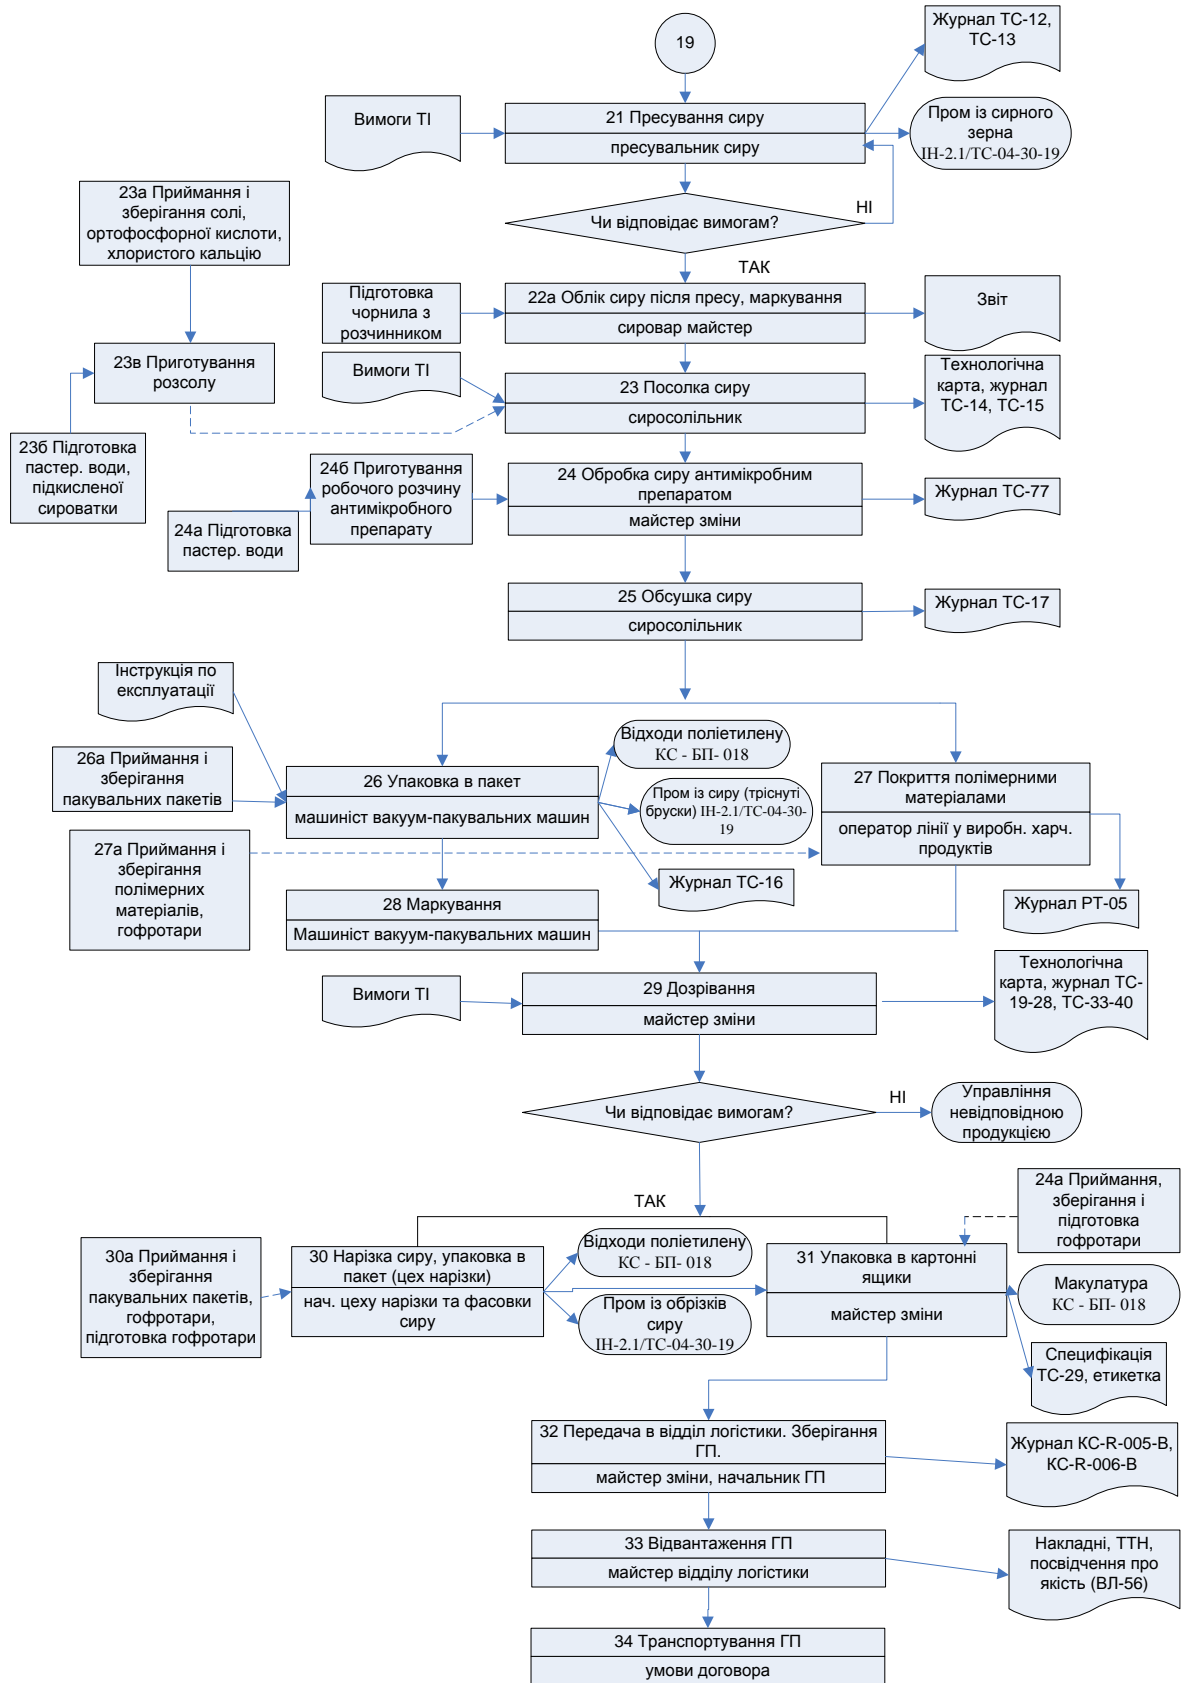 19
Журнал ТС-12,
ТС-13
Вимоги ТІ
21 Пресування сиру
пресувальник сиру
Пром із сирного
зерна
ІН-2.1/ТС-04-30-19
23а Приймання і
зберігання солі,
ортофосфорної кислоти,
хлористого кальцію
Чи відповідає вимогам?
НІ
ТАК
Підготовка
чорнила з
розчинником
22а Облік сиру після пресу, маркування
сировар майстер
Звіт
23в Приготування
розсолу
Вимоги ТІ
23 Посолка сиру
сиросолільник
Технологічна
карта, журнал
ТС-14, ТС-15
23б Підготовка
пастер. води,
підкисленої
сироватки
24б Приготування
робочого розчину
антимікробного
препарату
24 Обробка сиру антимікробним
препаратом
майстер зміни
Журнал ТС-77
24а Підготовка
пастер. води
25 Обсушка сиру
сиросолільник
Журнал ТС-17
Інструкція по
експлуатації
26а Приймання і
зберігання
пакувальних пакетів
26 Упаковка в пакет
машиніст вакуум-пакувальних машин
Відходи поліетилену
КС - БП- 018
Пром із сиру (тріснуті
бруски) ІН-2.1/ТС-04-30-
19
27 Покриття полімерними
матеріалами
оператор лінії у виробн. харч.
продуктів
27а Приймання і
зберігання
полімерних
матеріалів,
гофротари
Журнал ТС-16
Журнал РТ-05
28 Маркування
Машиніст вакуум-пакувальних машин
Вимоги ТІ
29 Дозрівання
майстер зміни
Технологічна
карта, журнал ТС-
19-28, ТС-33-40
Чи відповідає вимогам?
НІ
Управління
невідповідною
продукцією
ТАК
24а Приймання,
зберігання і
підготовка
гофротари
30а Приймання і
зберігання
пакувальних пакетів,
гофротари,
підготовка гофротари
30 Нарізка сиру, упаковка в
пакет (цех нарізки)
нач. цеху нарізки та фасовки
сиру
Відходи поліетилену
КС - БП- 018
Пром із обрізків
сиру
ІН-2.1/ТС-04-30-19
31 Упаковка в картонні
ящики
майстер зміни
Макулатура
КС - БП- 018
Специфікація
ТС-29, етикетка
32 Передача в відділ логістики. Зберігання
ГП.
майстер зміни, начальник ГП
Журнал КС-R-005-В,
КС-R-006-В
33 Відвантаження ГП
майстер відділу логістики
Накладні, ТТН,
посвідчення про
якість (ВЛ-56)
34 Транспортування ГП
умови договора